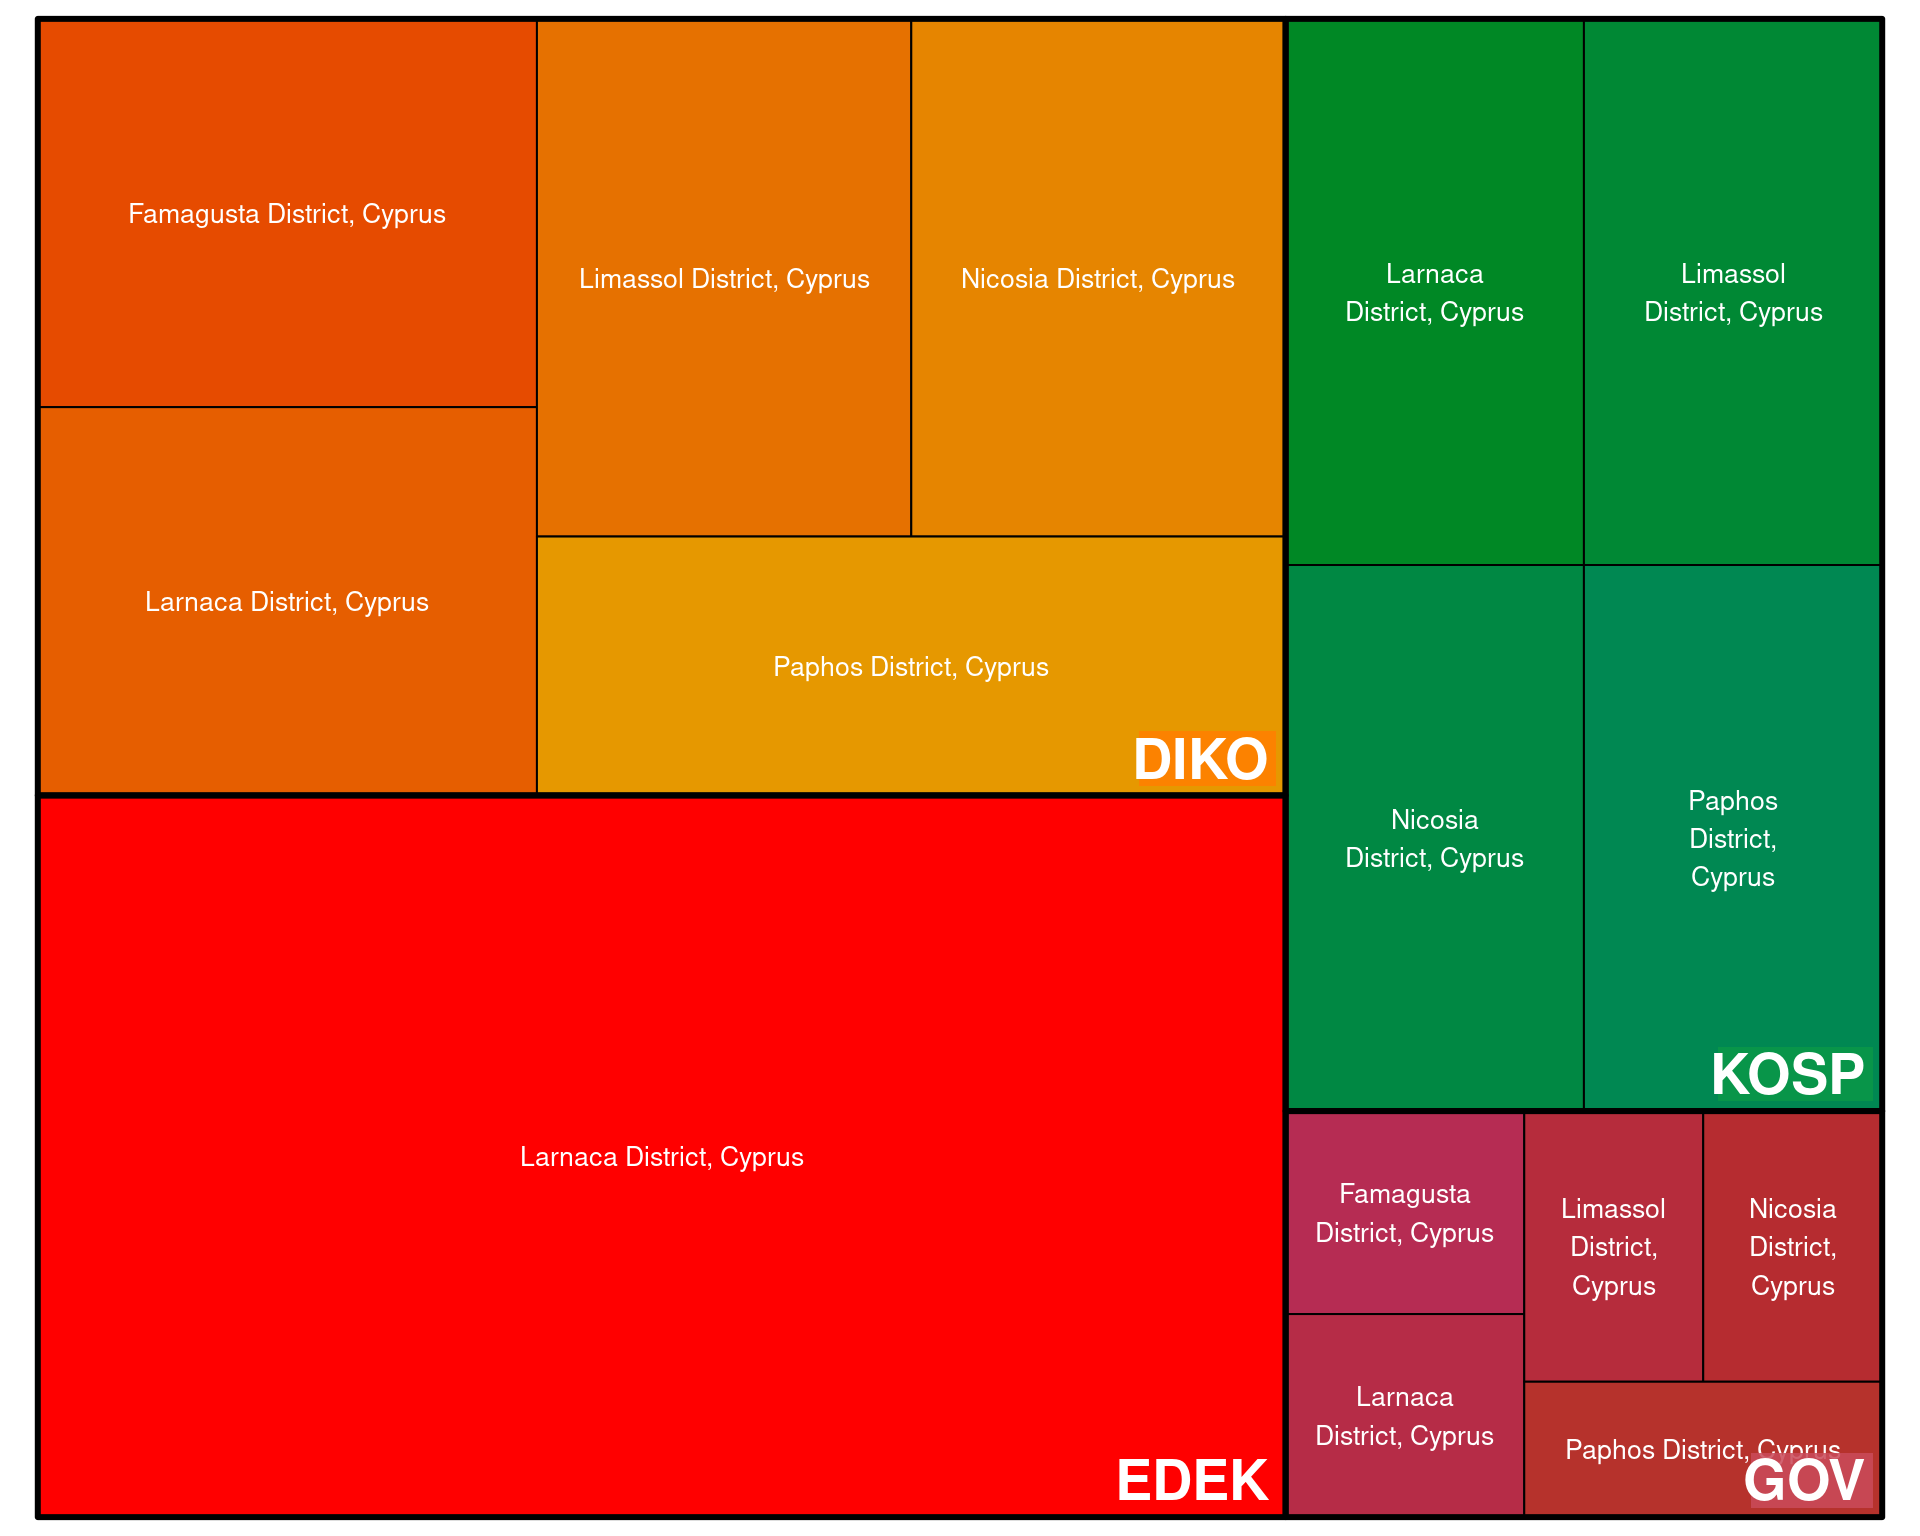 Famagusta District, Cyprus
Limassol District, Cyprus
Nicosia District, Cyprus
Larnaca District, Cyprus
Paphos District, Cyprus
DIKO
Larnaca District, Cyprus
EDEK
Larnaca
District, Cyprus
Limassol
District, Cyprus
Nicosia
District, Cyprus
Paphos
District,
Cyprus
KOSP
Famagusta
District, Cyprus
Limassol
District,
Cyprus
Nicosia
District,
Cyprus
Larnaca
District, Cyprus
Paphos District, Cyprus
GOV